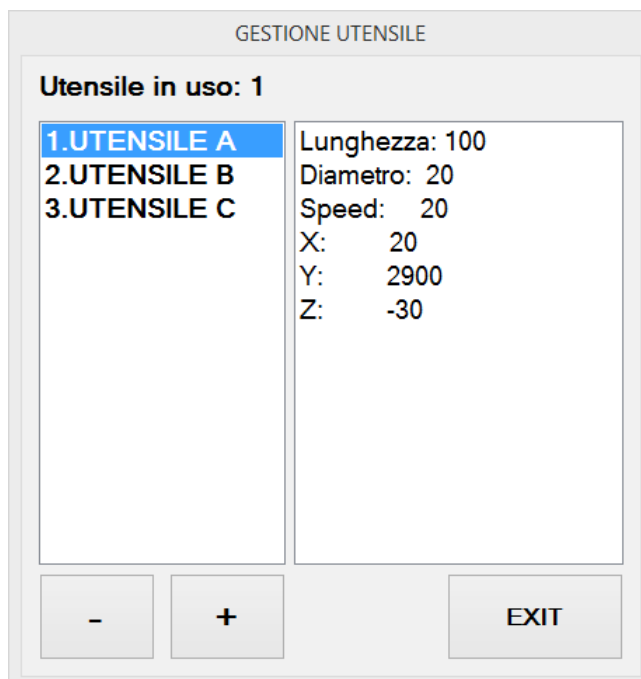 GESTIONE UTENSILE
Utensile in uso: 1
1.UTENSILE A
2.UTENSILE B
3.UTENSILE C
Lunghezza: 100
Diametro: 20
Speed: 20
X: 20
Y: 2900
Z: -30
-
+
EXIT